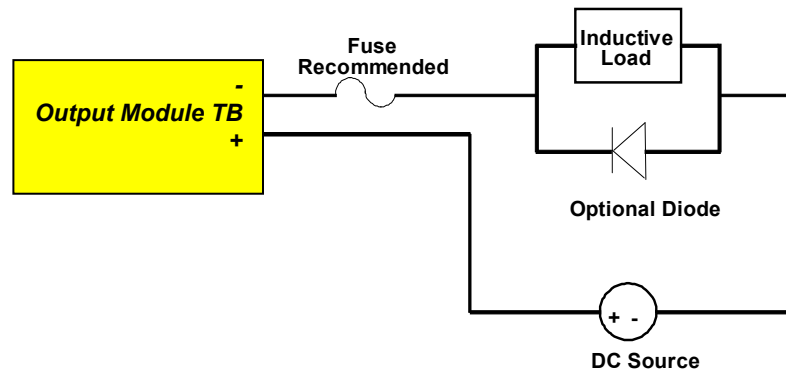 Fuse
Recommended
Inductive
Load
-
Output Module TB
+
Optional Diode
+ -
DC Source